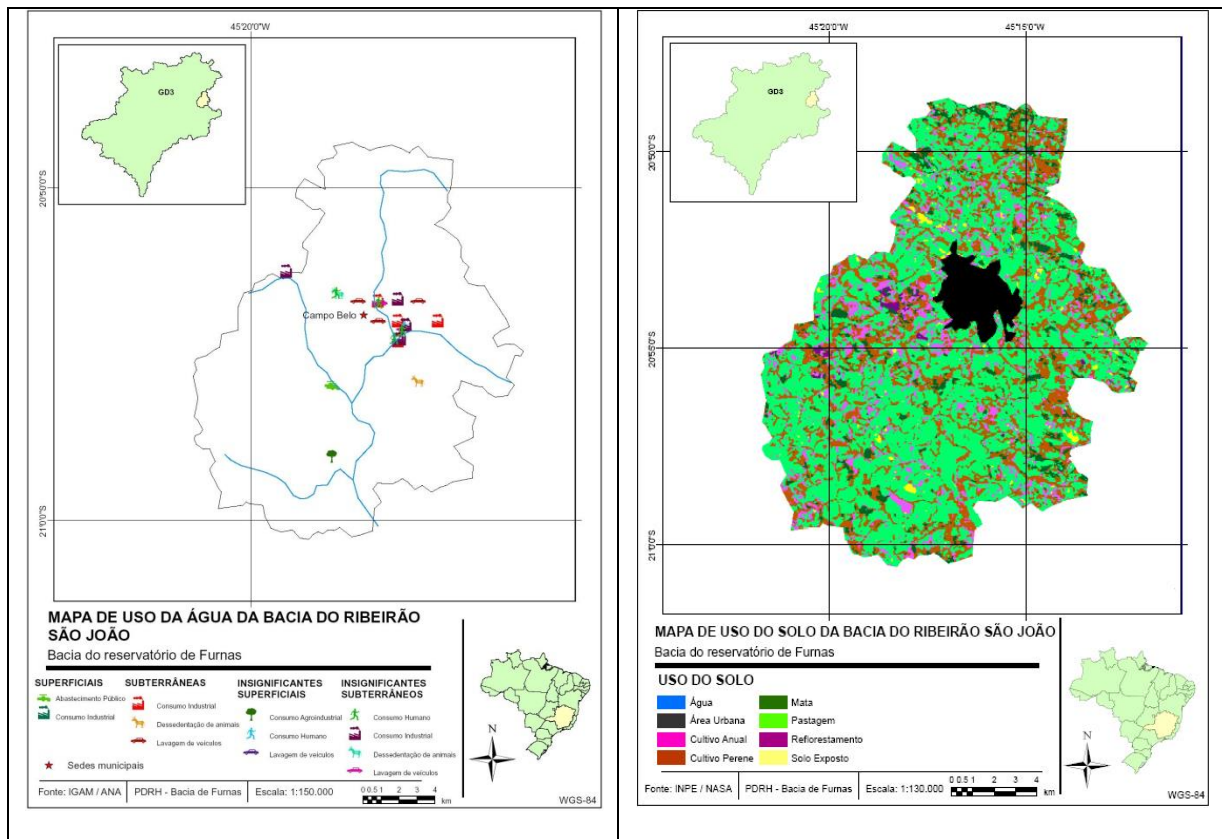 45°20'0"W
GD3
20°50'0"S
Campo Belo
21°0'0"S
MAPA DE USO DA ÁGUA DA BACIA DO RIBEIRÃO
SÃO JOÃO
Bacia do reservatório de Furnas
SUPERFICIAIS
Abastecimento Público
Consumo Industrial
SUBTERRÂNEAS
Consumo Industrial
Dessedentação de animais
Lavagem de veículos
INSIGNIFICANTES
SUPERFICIAIS
Consumo Agroindustrial
Consumo Humano
Lavagem de veículos
INSIGNIFICANTES
SUBTERRÂNEOS
Consumo Humano
Consumo Industrial
Dessedentação de animais
Lavagem de veículos
Sedes municipais
N
Fonte: IGAM / ANA
PDRH - Bacia de Furnas
Escala: 1:150.000
0 0.5 1 2 3 4
km
WGS-84
45°20'0"W
45°15'0"W
GD3
20°50'0"S
20°55'0"S
21°0'0"S
MAPA DE USO DO SOLO DA BACIA DO RIBEIRÃO SÃO JOÃO
Bacia do reservatório de Furnas
USO DO SOLO
Água
Área Urbana
Cultivo Anual
Cultivo Perene
Mata
Pastagem
Reflorestamento
Solo Exposto
N
Fonte: INPE / NASA
PDRH - Bacia de Furnas
Escala: 1:130.000
0 0.5 1 2 3 4
km
WGS-84